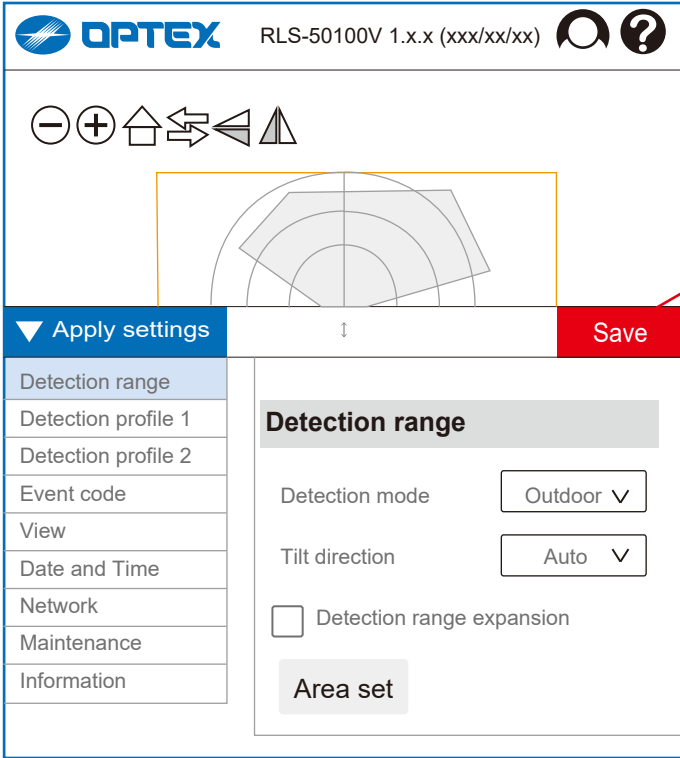 OPTEX RLS-50100V 1.x.x (xxx/xx/xx) ?
Apply settings
Save
Detection range
Detection profile 1
Detection profile 2
Event code
View
Date and Time
Network
Maintenance
Information
Detection range
Detection mode Outdoor
Tilt direction Auto
Detection range expansion
Area set